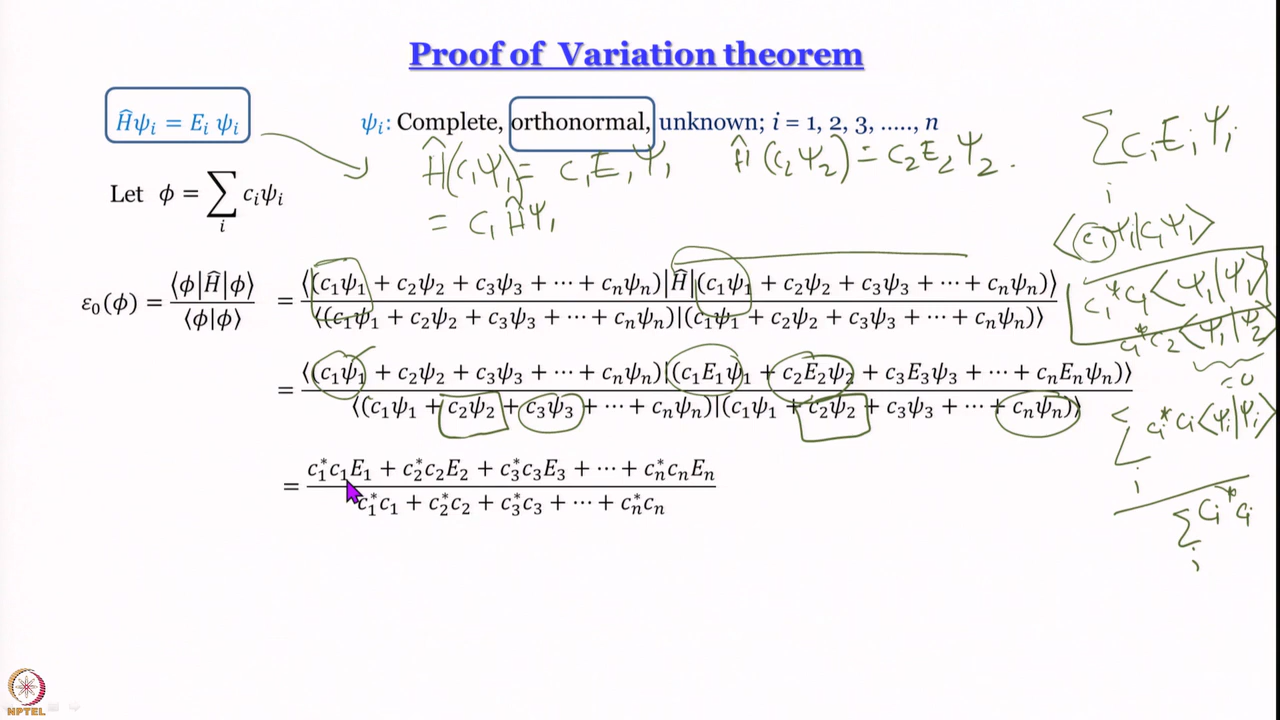 Proof of Variation theorem
Ĥψᵢ = Eᵢ ψᵢ
ψᵢ: Complete, orthonormal, unknown; i = 1, 2, 3, ....., n
Ĥ(c₁Ψ₁) = c₁E₁Ψ₁
Ĥ(c₂Ψ₂) = c₂E₂Ψ₂.
∑ᵢ cᵢEᵢΨᵢ
Let ϕ = ∑ᵢ cᵢψᵢ
= c₁ĤΨ₁
⟨c₁Ψ₁|c₁Ψ₁⟩
ε₀(ϕ) = ⟨ϕ|Ĥ|ϕ⟩ / ⟨ϕ|ϕ⟩ = ⟨(c₁ψ₁ + c₂ψ₂ + c₃ψ₃ + ⋯ + cₙψₙ)|Ĥ|(c₁ψ₁ + c₂ψ₂ + c₃ψ₃ + ⋯ + cₙψₙ)⟩ / ⟨(c₁ψ₁ + c₂ψ₂ + c₃ψ₃ + ⋯ + cₙψₙ)|(c₁ψ₁ + c₂ψ₂ + c₃ψ₃ + ⋯ + cₙψₙ)⟩
c₁*c₁⟨Ψ₁|Ψ₁⟩
c₁*c₂⟨Ψ₁|Ψ₂⟩
=0
= ⟨(c₁ψ₁ + c₂ψ₂ + c₃ψ₃ + ⋯ + cₙψₙ)|(c₁E₁ψ₁ + c₂E₂ψ₂ + c₃E₃ψ₃ + ⋯ + cₙEₙψₙ)⟩ / ⟨(c₁ψ₁ + c₂ψ₂ + c₃ψ₃ + ⋯ + cₙψₙ)|(c₁ψ₁ + c₂ψ₂ + c₃ψ₃ + ⋯ + cₙψₙ)⟩
∑ᵢ cᵢ*cᵢ⟨Ψᵢ|Ψᵢ⟩
= c₁*c₁E₁ + c₂*c₂E₂ + c₃*c₃E₃ + ⋯ + cₙ*cₙEₙ / c₁*c₁ + c₂*c₂ + c₃*c₃ + ⋯ + cₙ*cₙ
∑ᵢ cᵢ*cᵢ
NPTEL